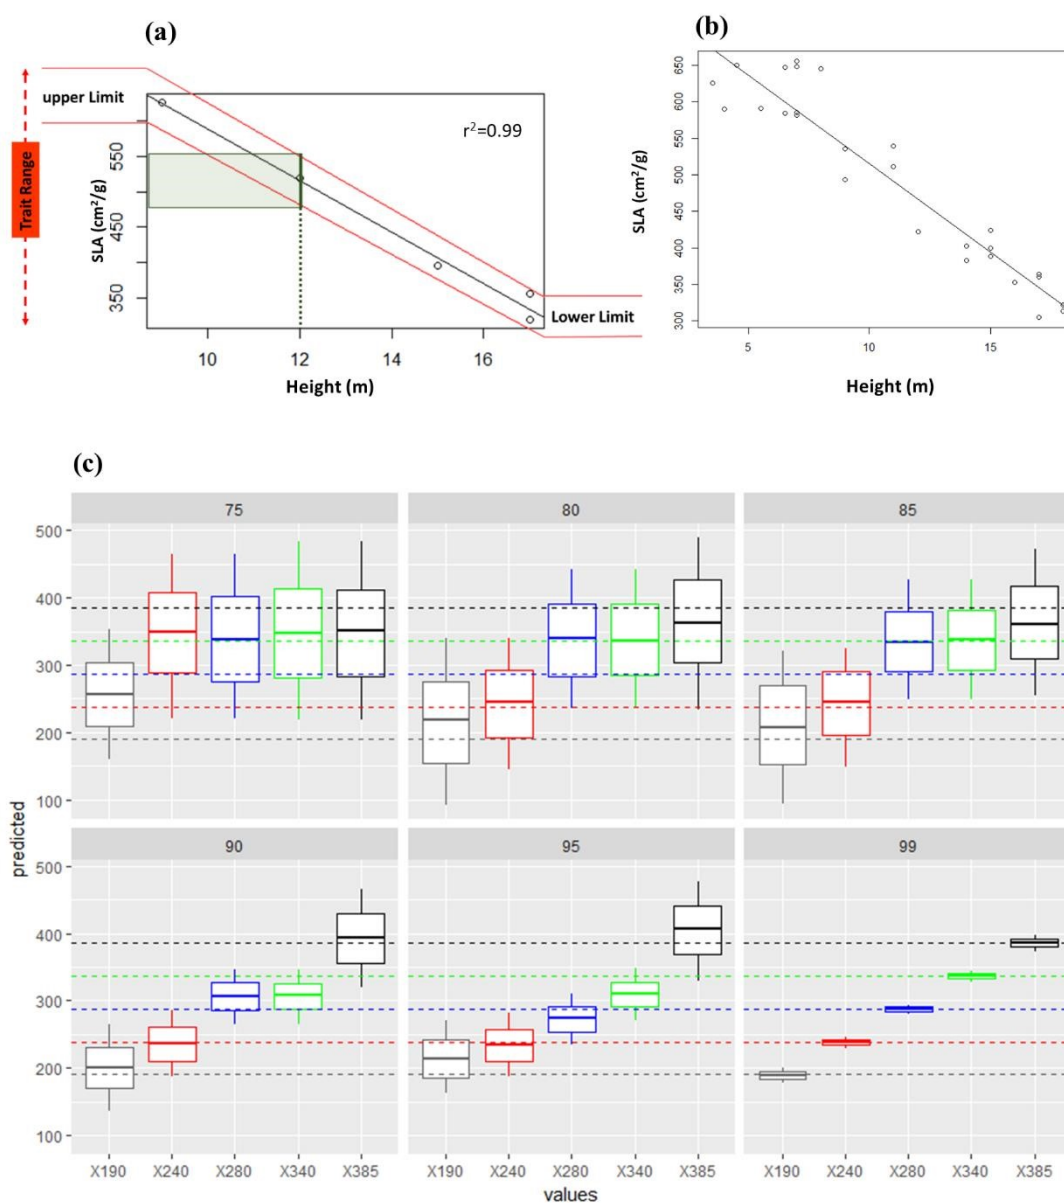 (a)
upper Limit
r²=0.99
Trait Range
SLA (cm²/g)
550
450
350
Lower Limit
10 12 14 16
Height (m)
(b)
SLA (cm²/g)
650
600
550
500
450
400
350
300
5 10 15
Height (m)
(c)
75 80 85
500
400
300
200
100
predicted
90 95 99
500
400
300
200
100
X190 X240 X280 X340 X385 X190 X240 X280 X340 X385 X190 X240 X280 X340 X385
values